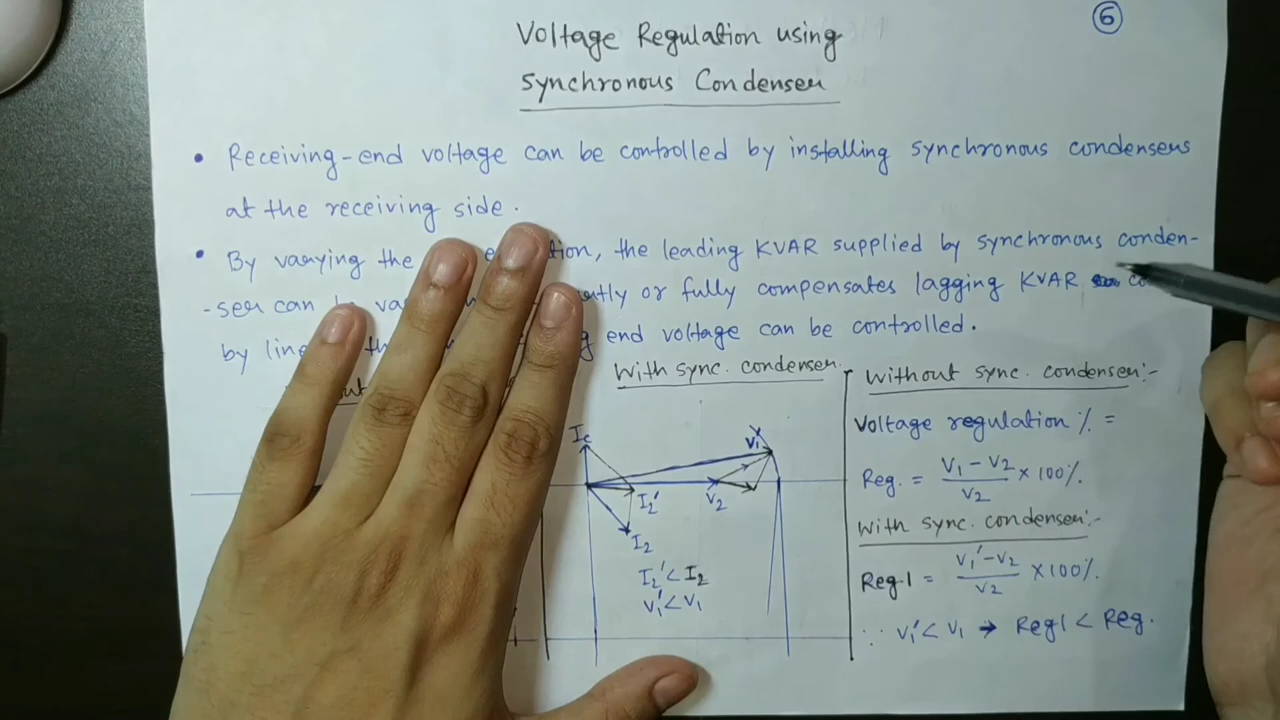 6
Voltage Regulation using
Synchronous Condenser
• Receiving-end voltage can be controlled by installing synchronous condensers
at the receiving side.
• By varying the the leading KVAR supplied by synchronous conden-
-ser can or fully compensates lagging KVAR
by line end voltage can be controlled.
With sync. condenser.
Ic
V1
V2
I2'
I2
I2' < I2
V1' < V1
Without sync. condenser:-
Voltage regulation % =
Reg. = V1 - V2 / V2 × 100%.
With sync. condenser:-
Reg1 = V1' - V2 / V2 × 100%.
∵ V1' < V1 → Reg1 < Reg.